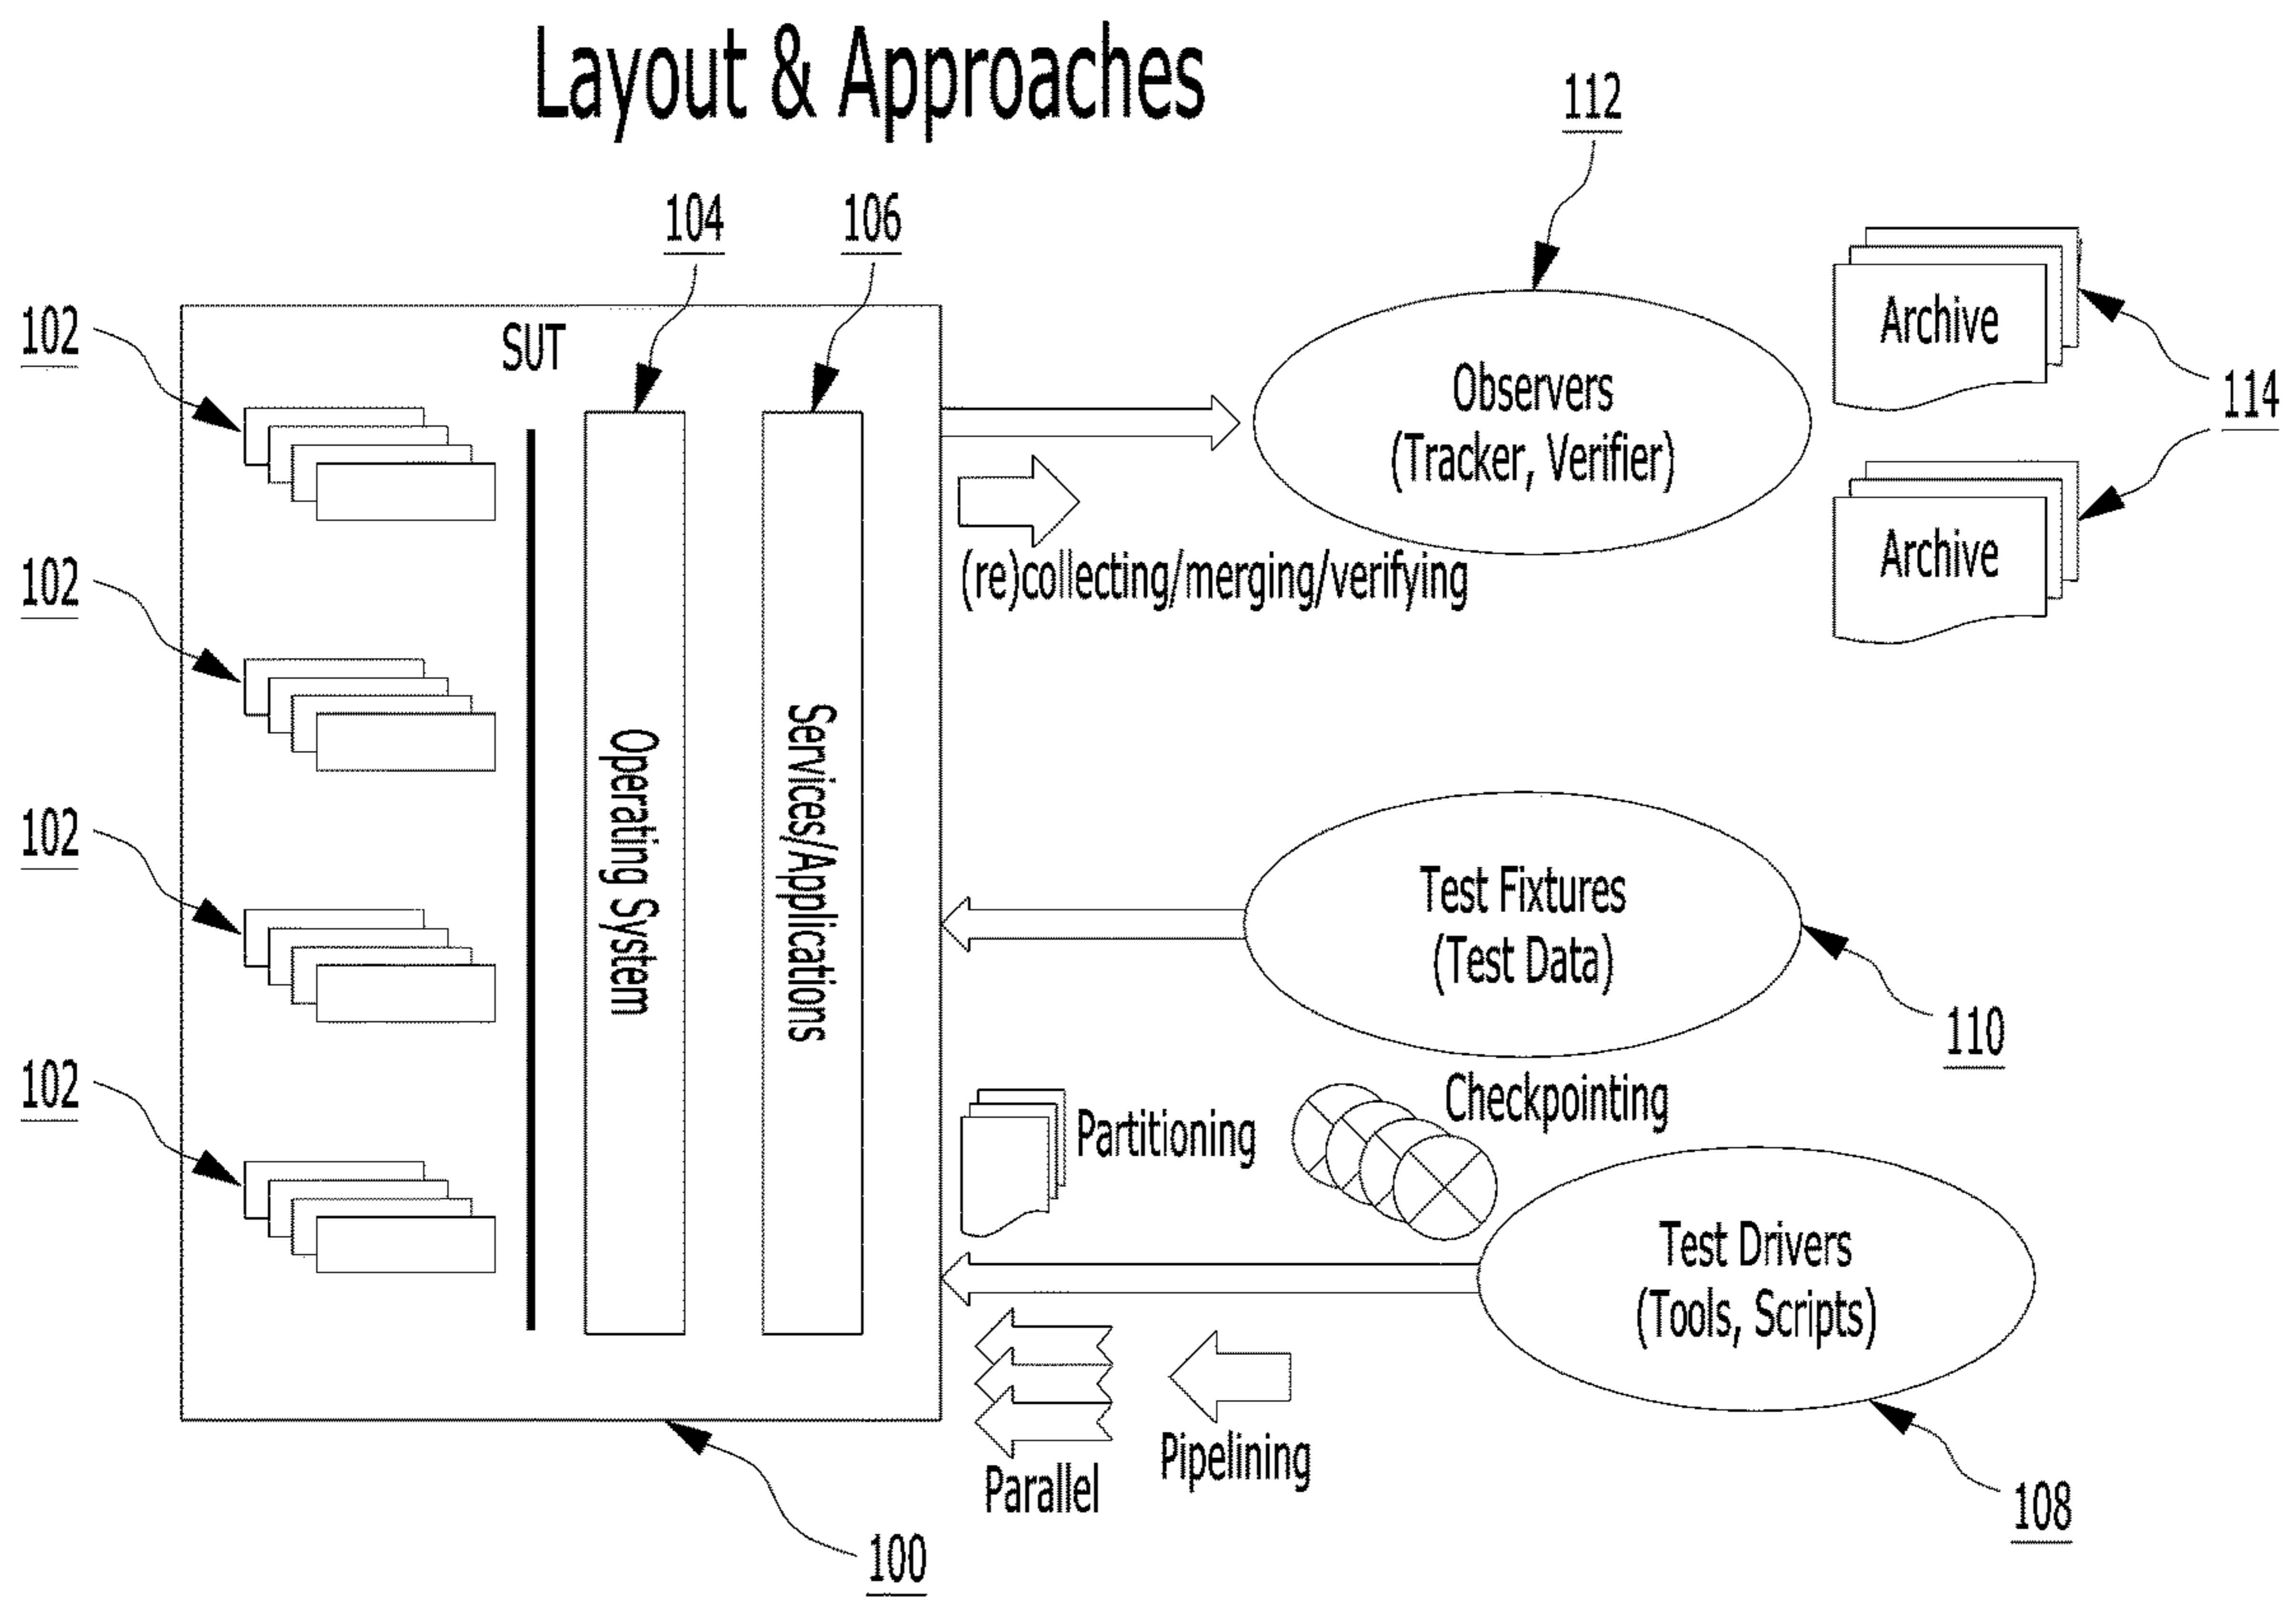 Layout & Approaches
112
104
106
102
SUT
Archive
Observers
(Tracker, Verifier)
114
(re)collecting/merging/verifying
Archive
102
Operating System
Services/Applications
102
Test Fixtures
(Test Data)
110
102
Partitioning
Checkpointing
Test Drivers
(Tools, Scripts)
Parallel
Pipelining
108
100